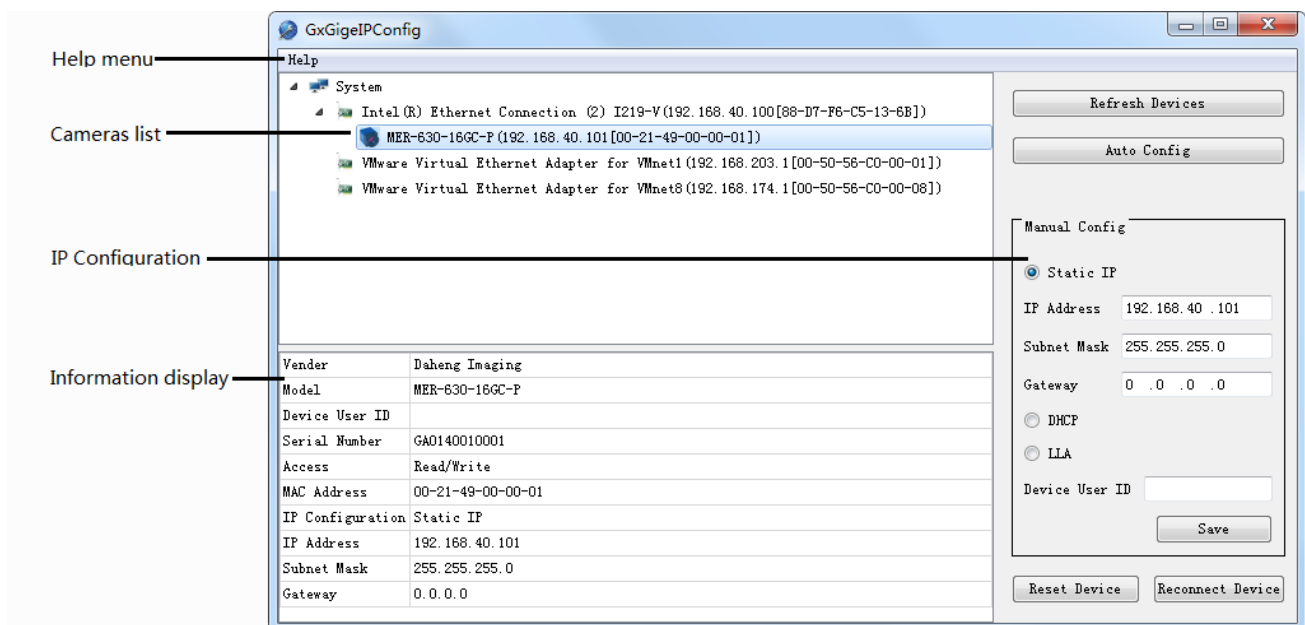 GxGigeIPConfig
Help menu
Help
System
Intel(R) Ethernet Connection (2) I219-V(192.168.40.100[88-D7-F6-C5-13-6B])
Cameras list
MER-630-16GC-P(192.168.40.101[00-21-49-00-00-01])
VMware Virtual Ethernet Adapter for VMnet1(192.168.203.1[00-50-56-C0-00-01])
VMware Virtual Ethernet Adapter for VMnet8(192.168.174.1[00-50-56-C0-00-08])
Refresh Devices
Auto Config
IP Configuration
Manual Config
Static IP
IP Address 192.168.40 .101
Subnet Mask 255.255.255.0
Gateway 0 .0 .0 .0
DHCP
LLA
Device User ID
Save
Reset Device Reconnect Device
Information display
Vender Daheng Imaging
Model MER-630-16GC-P
Device User ID
Serial Number GA0140010001
Access Read/Write
MAC Address 00-21-49-00-00-01
IP Configuration Static IP
IP Address 192.168.40.101
Subnet Mask 255.255.255.0
Gateway 0.0.0.0